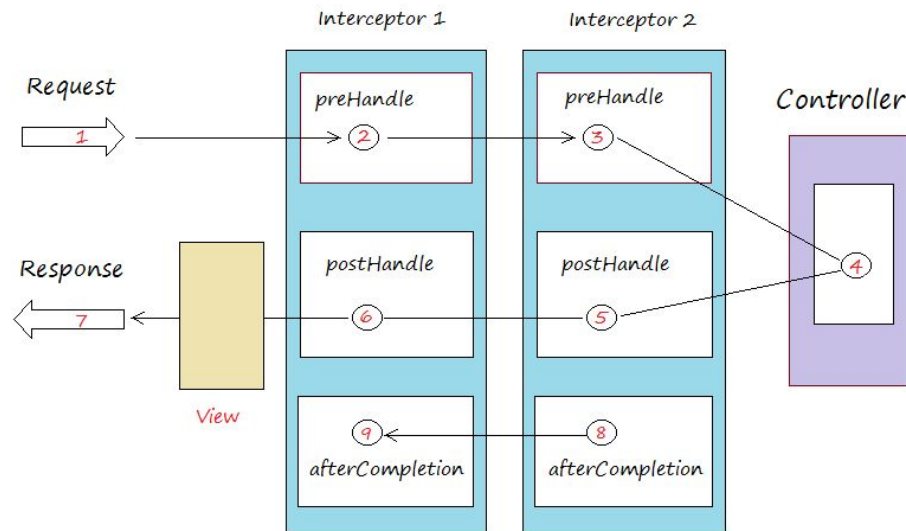 Interceptor 1
Interceptor 2
Request
preHandle
preHandle
Controller
1
2
3
Response
postHandle
postHandle
4
7
6
5
View
9
8
afterCompletion
afterCompletion